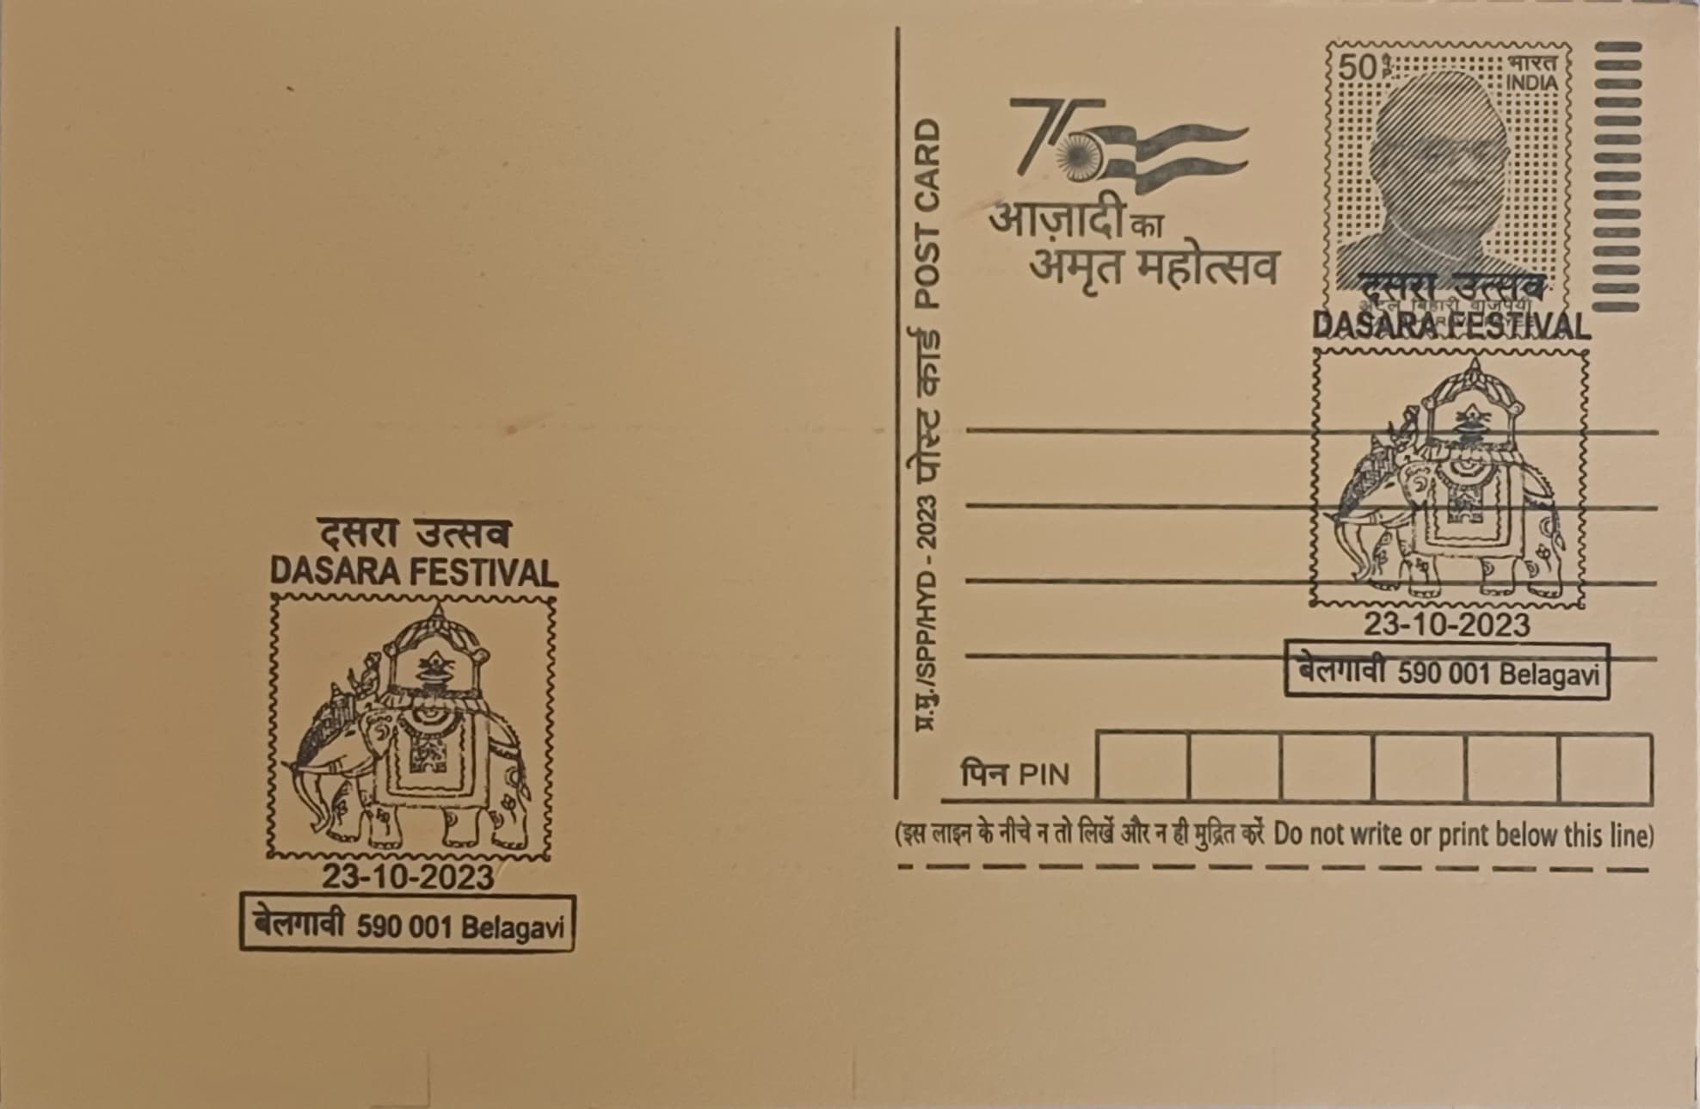 दसरा उत्सव
DASARA FESTIVAL
23-10-2023
बेलगावी 590 001 Belagavi
प्र.मु./SPP/HYD - 2023 पोस्ट कार्ड POST CARD
75
आज़ादी का
अमृत महोत्सव
50 P.
भारत
INDIA
अटल बिहारी वाजपेयी
दसरा उत्सव
DASARA FESTIVAL
23-10-2023
बेलगावी 590 001 Belagavi
पिन PIN
(इस लाइन के नीचे न तो लिखें और न ही मुद्रित करें Do not write or print below this line)